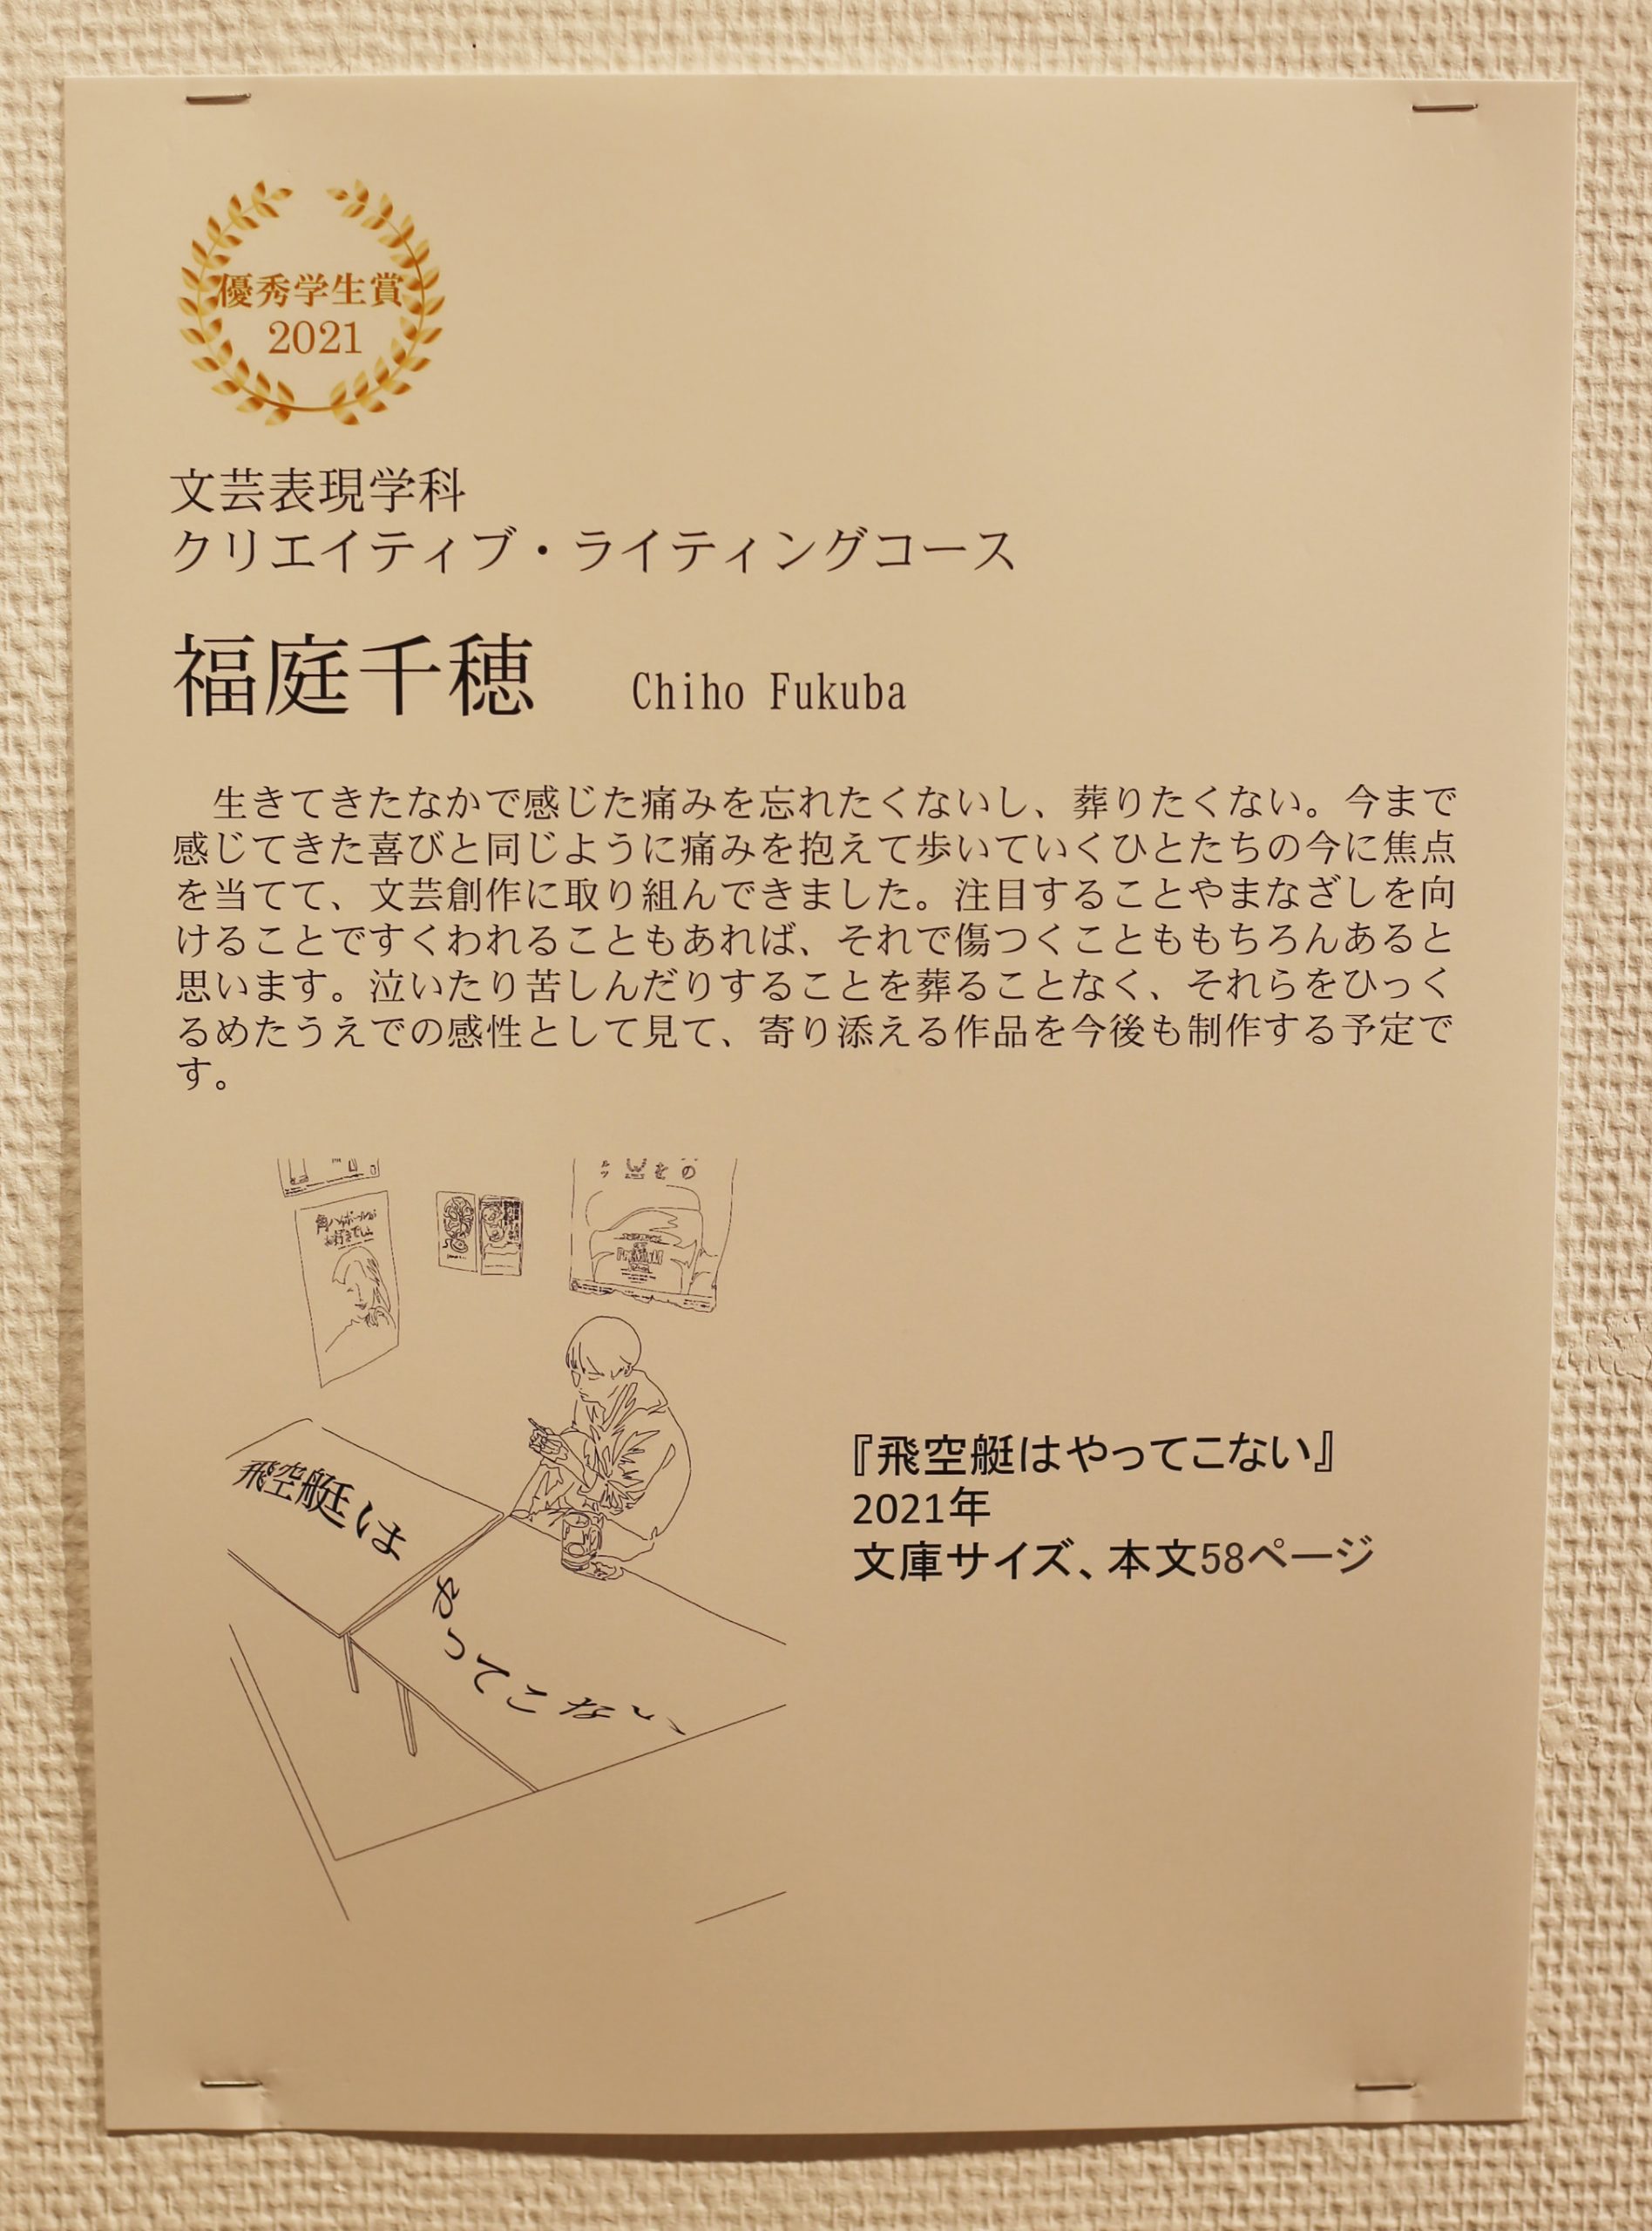 優秀学生賞
2021
文芸表現学科
クリエイティブ・ライティングコース
福庭千穂 Chiho Fukuba
生きてきたなかで感じた痛みを忘れたくないし、葬りたくない。今まで
感じてきた喜びと同じように痛みを抱えて歩いていくひとたちの今に焦点
を当てて、文芸創作に取り組んできました。注目することやまなざしを向
けることですくわれることもあれば、それで傷つくことももちろんあると
思います。泣いたり苦しんだりすることを葬ることなく、それらをひっく
るめたうえでの感性として見て、寄り添える作品を今後も制作する予定で
す。
角ハイボールが
お好きでしょ
飛空艇は
やってこない
『飛空艇はやってこない』
2021年
文庫サイズ、本文58ページ